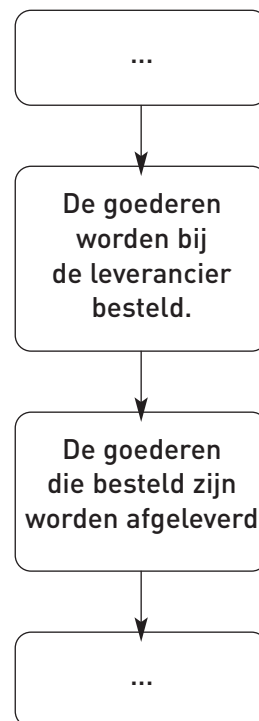 ...
De goederen
worden bij
de leverancier
besteld.
De goederen
die besteld zijn
worden afgeleverd
...